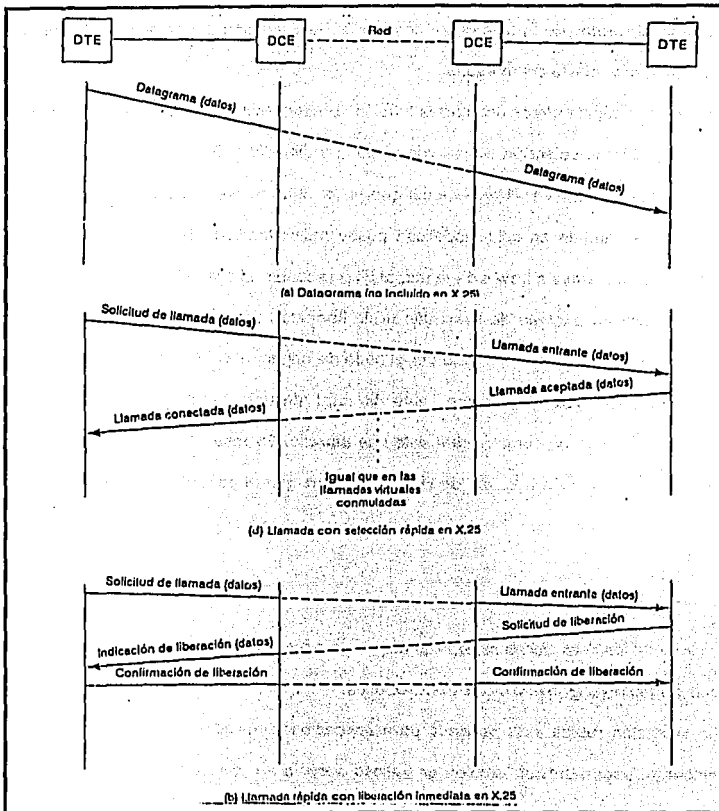 Red
DTE DCE DCE DTE
Datagrama (datos)
Datagrama (datos)
(a) Datagrama (no incluido en X.25)
Solicitud de llamada (datos)
Llamada entrante (datos)
Llamada aceptada (datos)
Llamada conectada (datos)
Igual que en las
llamadas virtuales
conmutadas
(d) Llamada con selección rápida en X.25
Solicitud de llamada (datos)
Llamada entrante (datos)
Solicitud de liberación
Indicación de liberación (datos)
Confirmación de liberación
Confirmación de liberación
(b) Llamada rápida con liberación inmediata en X.25